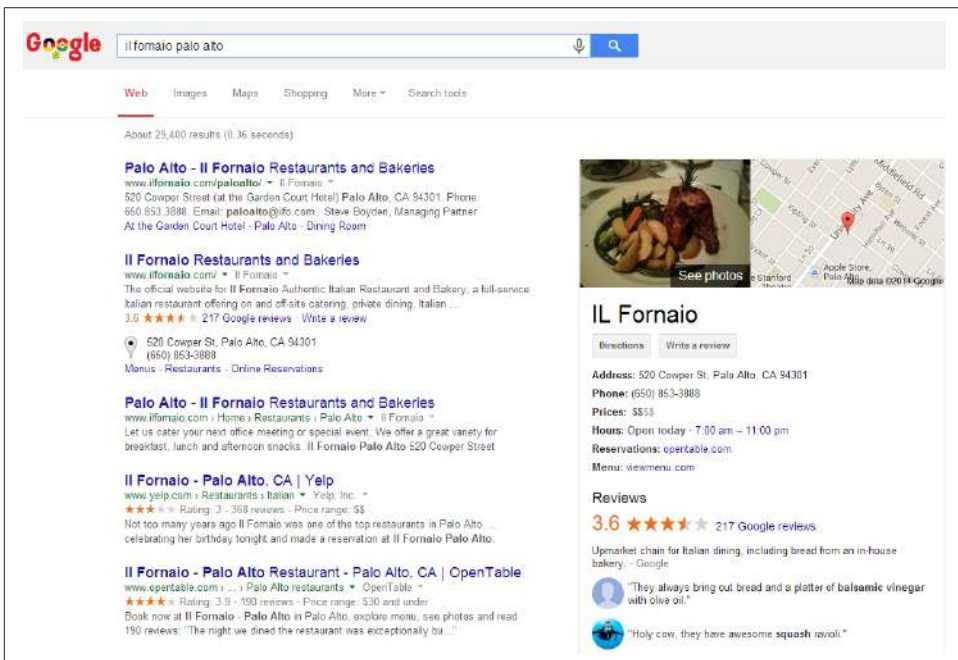 Google
il fornaio palo alto
Web Images Maps Shopping More Search tools
About 29,400 results (0.36 seconds)
Palo Alto - Il Fornaio Restaurants and Bakeries
www.ilfornaio.com/paloalto/ Il Fornaio
520 Cowper Street (at the Garden Court Hotel) Palo Alto, CA 94301. Phone:
650.853.3888. Email: paloalto@ifo.com · Steve Boyden, Managing Partner
At the Garden Court Hotel - Palo Alto - Dining Room
Il Fornaio Restaurants and Bakeries
www.ilfornaio.com/ Il Fornaio
The official website for Il Fornaio Authentic Italian Restaurant and Bakery, a full-service
Italian restaurant offering on and off-site catering, private dining, Italian ...
3.6 ★★★★★ 217 Google reviews · Write a review
520 Cowper St, Palo Alto, CA 94301
(650) 853-3888
Menus - Restaurants - Online Reservations
Palo Alto - Il Fornaio Restaurants and Bakeries
www.ilfornaio.com › Home › Restaurants › Palo Alto Il Fornaio
Let us cater your next office meeting or special event. We offer a great variety for
breakfast, lunch and afternoon snacks. Il Fornaio Palo Alto 520 Cowper Street
Il Fornaio - Palo Alto, CA | Yelp
www.yelp.com › Restaurants › Italian Yelp, Inc.
★★★★★ Rating: 3 - 368 reviews - Price range: $$
Not too many years ago Il Fornaio was one of the top restaurants in Palo Alto. ...
celebrating her birthday tonight and made a reservation at Il Fornaio Palo Alto.
Il Fornaio - Palo Alto Restaurant - Palo Alto, CA | OpenTable
www.opentable.com › ... › Palo Alto restaurants OpenTable
★★★★★ Rating: 3.9 - 190 reviews - Price range: $30 and under
Book now at Il Fornaio - Palo Alto in Palo Alto, explore menu, see photos and read
190 reviews: "The night we dined the restaurant was exceptionally bu..."
See photos
Middlefield Rd
University Ave
Apple Store,
Palo Alto
e Stanford
Map data ©2014 Google
IL Fornaio
Directions Write a review
Address: 520 Cowper St, Palo Alto, CA 94301
Phone: (650) 853-3888
Prices: $$$$
Hours: Open today · 7:00 am – 11:00 pm
Reservations: opentable.com
Menu: viewmenu.com
Reviews
3.6 ★★★★★ 217 Google reviews
Upmarket chain for Italian dining, including bread from an in-house
bakery. - Google
"They always bring out bread and a platter of balsamic vinegar
with olive oil."
"Holy cow, they have awesome squash ravioli."